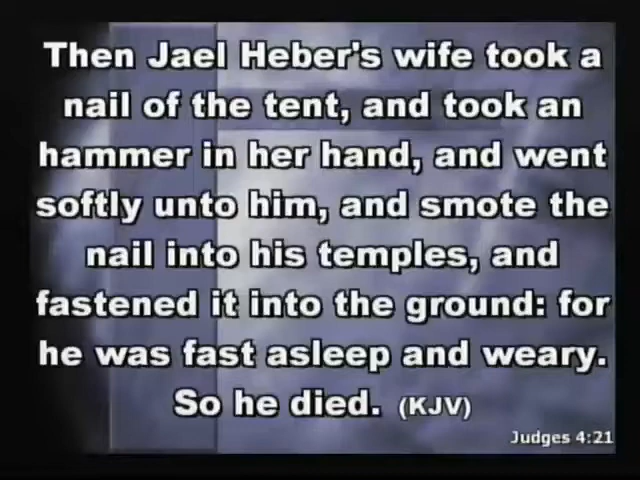 Then Jael Heber's wife took a
nail of the tent, and took an
hammer in her hand, and went
softly unto him, and smote the
nail into his temples, and
fastened it into the ground: for
he was fast asleep and weary.
So he died. (KJV)
Judges 4:21